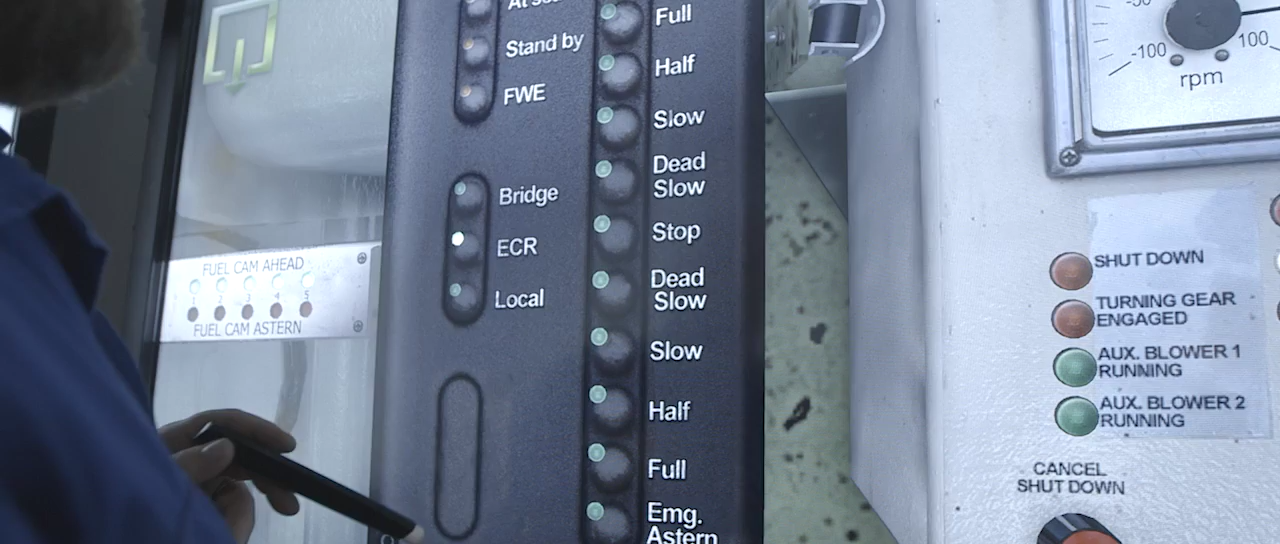 Stand by
FWE
Bridge
ECR
Local
Full
Half
Slow
Dead
Slow
Stop
Dead
Slow
Slow
Half
Full
Emg.
Astern
FUEL CAM AHEAD
1 2 3 4 5
FUEL CAM ASTERN
-100
100
rpm
SHUT DOWN
TURNING GEAR
ENGAGED
AUX. BLOWER 1
RUNNING
AUX. BLOWER 2
RUNNING
CANCEL
SHUT DOWN